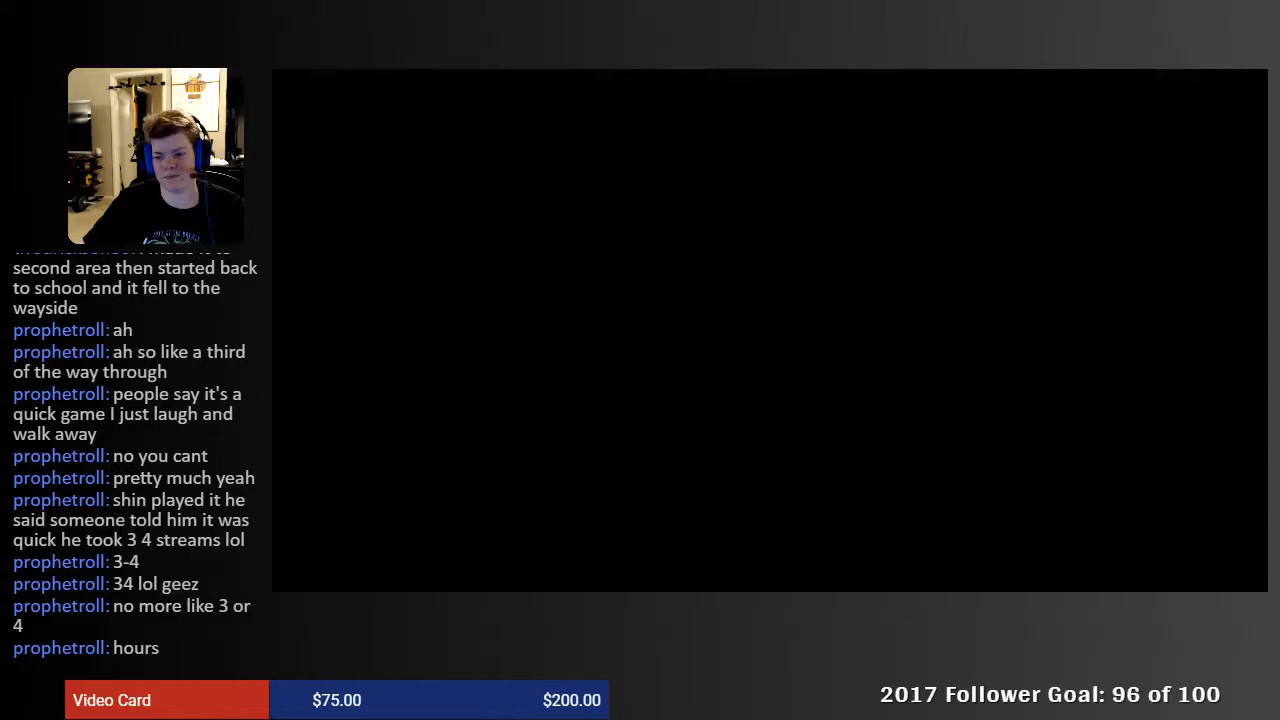 second area then started back
to school and it fell to the
wayside
prophetroll: ah
prophetroll: ah so like a third
of the way through
prophetroll: people say it's a
quick game I just laugh and
walk away
prophetroll: no you cant
prophetroll: pretty much yeah
prophetroll: shin played it he
said someone told him it was
quick he took 3 4 streams lol
prophetroll: 3-4
prophetroll: 34 lol geez
prophetroll: no more like 3 or
4
prophetroll: hours
Video Card $75.00 $200.00
2017 Follower Goal: 96 of 100